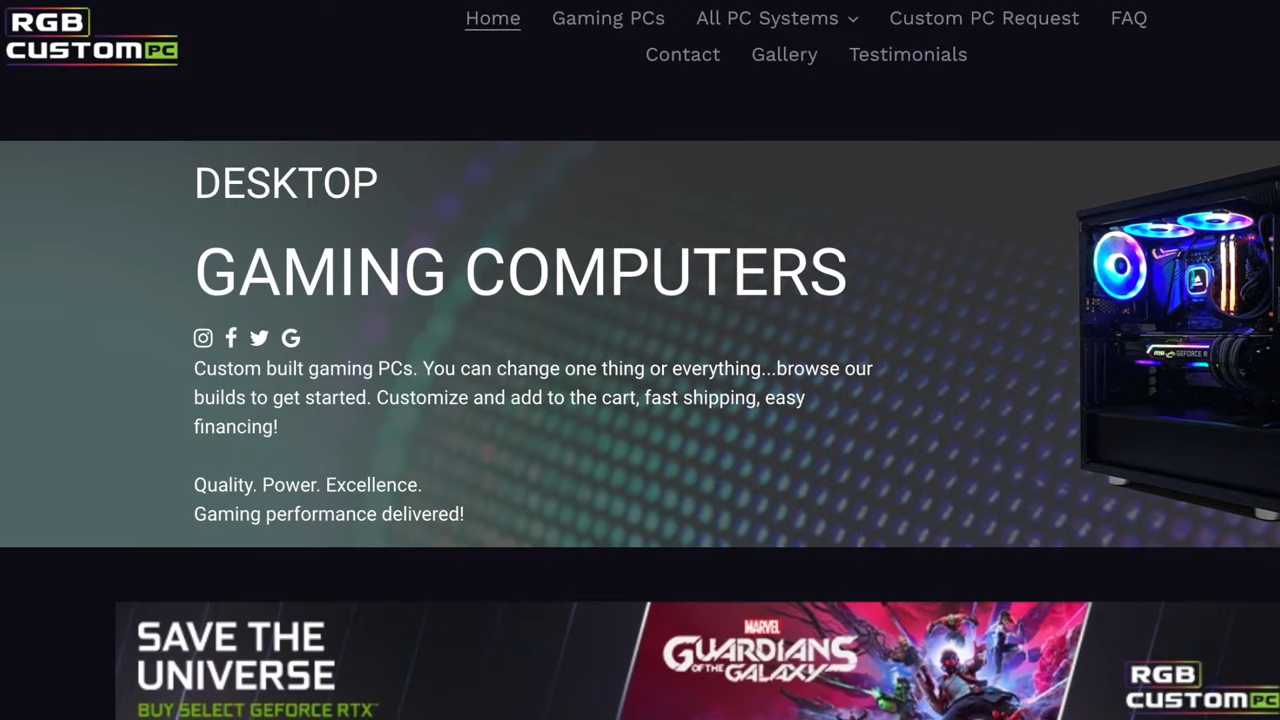 RGB
CUSTOM PC
Home Gaming PCs All PC Systems Custom PC Request FAQ
Contact Gallery Testimonials
DESKTOP
GAMING COMPUTERS
Custom built gaming PCs. You can change one thing or everything...browse our
builds to get started. Customize and add to the cart, fast shipping, easy
financing!
Quality. Power. Excellence.
Gaming performance delivered!
msi GEFORCE R
SAVE THE
UNIVERSE
BUY SELECT GEFORCE RTX™
MARVEL
GUARDIANS
OF THE GALAXY
RGB
CUSTOM PC